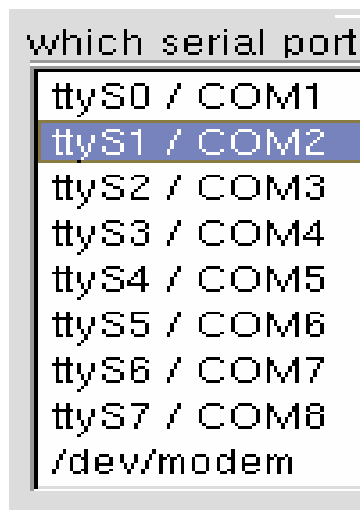 which serial port
ttyS0 / COM1
ttyS1 / COM2
ttyS2 / COM3
ttyS3 / COM4
ttyS4 / COM5
ttyS5 / COM6
ttyS6 / COM7
ttyS7 / COM8
/dev/modem